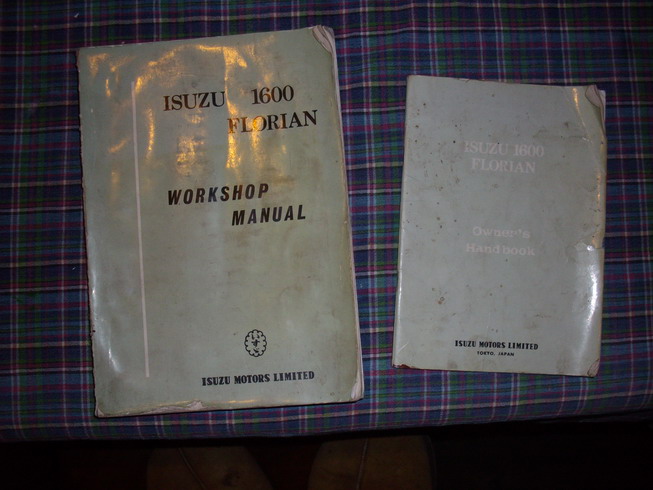 ISUZU 1600
FLORIAN
WORKSHOP
MANUAL
ISUZU MOTORS LIMITED
ISUZU 1600
FLORIAN
Owner's
Handbook
ISUZU MOTORS LIMITED
TOKYO, JAPAN